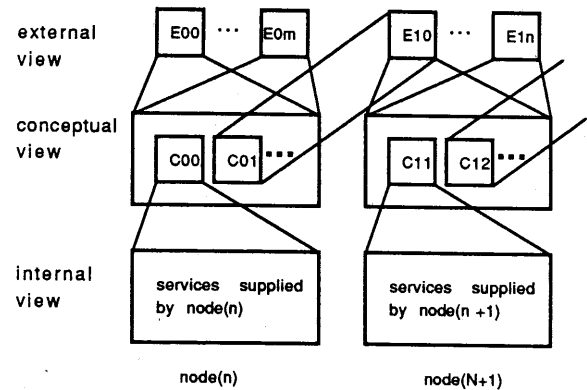 external view
E00 ... E0m
E10 ... E1n
conceptual view
C00 C01 ...
C11 C12 ...
internal view
services supplied
by node(n)
services supplied
by node(n +1)
node(n)
node(N+1)